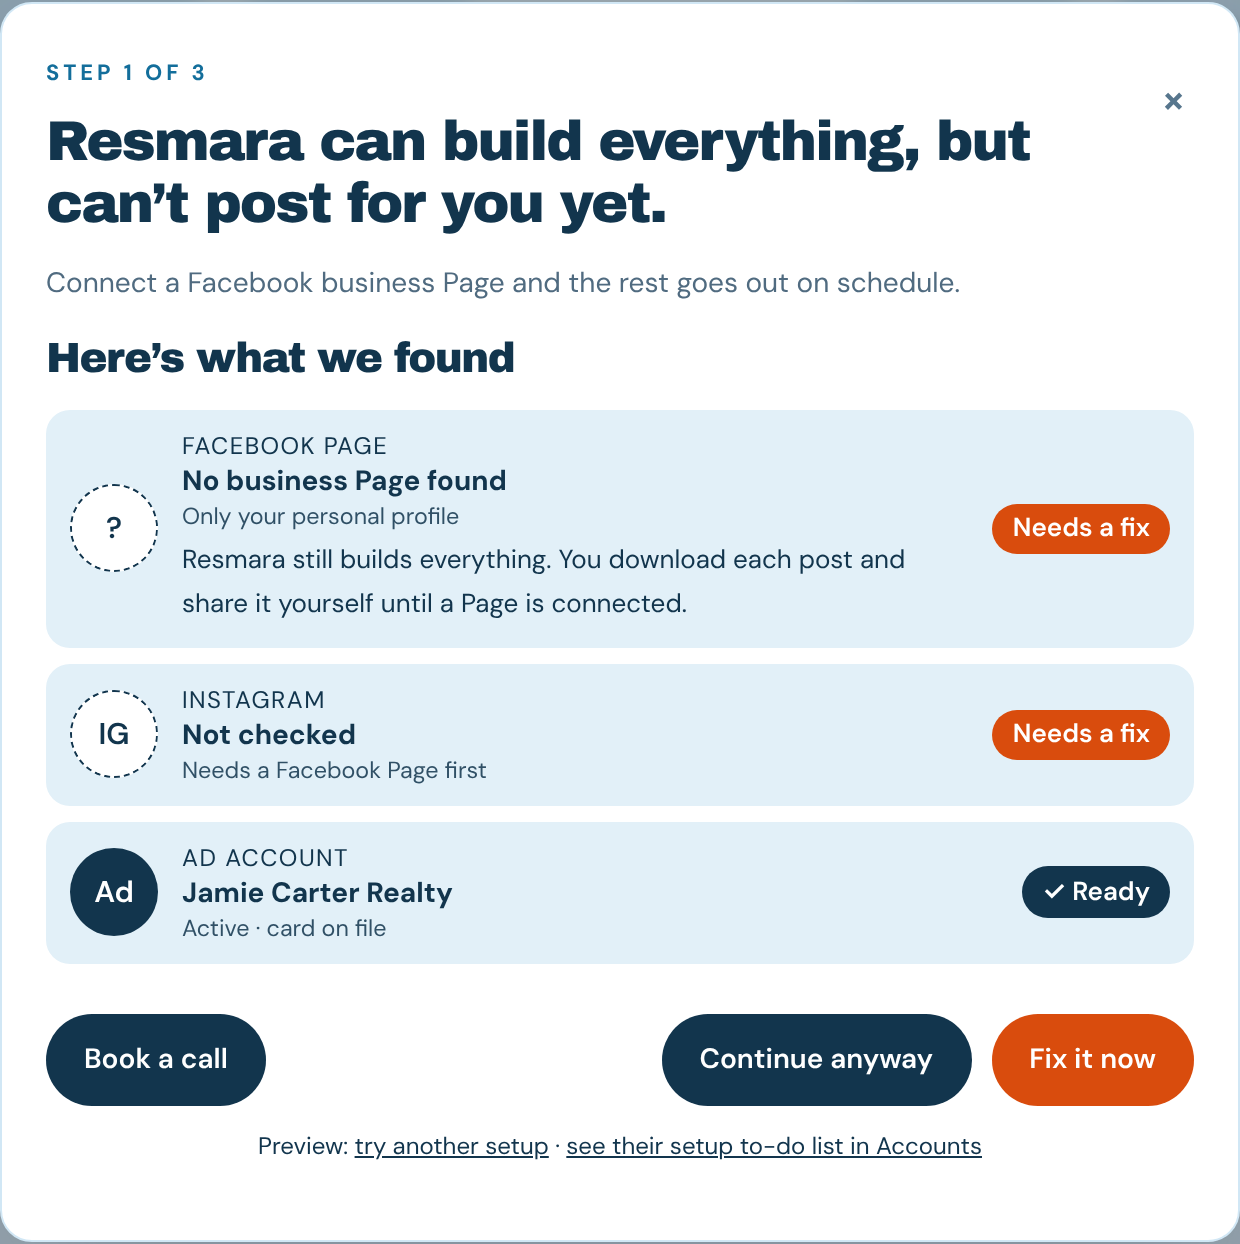 STEP 1 OF 3
×
Resmara can build everything, but
can’t post for you yet.
Connect a Facebook business Page and the rest goes out on schedule.
Here’s what we found
FACEBOOK PAGE
No business Page found
?
Only your personal profile
Needs a fix
Resmara still builds everything. You download each post and
share it yourself until a Page is connected.
INSTAGRAM
IG
Not checked
Needs a fix
Needs a Facebook Page first
AD ACCOUNT
Ad
Jamie Carter Realty
✓ Ready
Active · card on file
Book a call
Continue anyway
Fix it now
Preview: try another setup · see their setup to-do list in Accounts